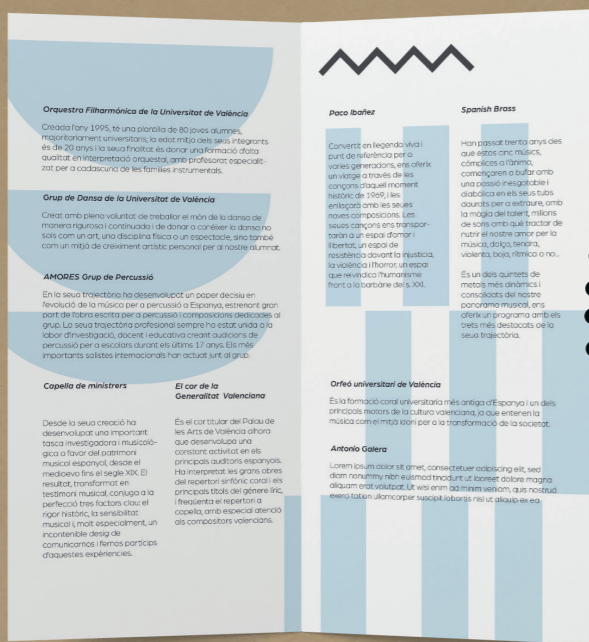 Orquestra Filharmónica de la Universitat de València
Creada l'any 1995, té una plantilla de 80 joves alumnes,
majoritariament universitaris; la edat mitja dels seus integrants
és de 20 anys i la seua finalitat és donar una formació d'alta
qualitat en interpretació orquestal, amb profesorat especialit-
zat per a cadascuna de les famílies instrumentals.
Grup de Dansa de la Universitat de València
Creat amb plena voluntat de treballar el món de la dansa de
manera rigurosa i continuada i de donar a conèixer la dansa no
sols com un art, una disciplina física o un espectacle, sino també
com un mitjà de creiximent artístic personal per al nostre alumnat.
AMORES Grup de Percussió
En la seua trajectòria ha desenvolupat un paper decisiu en
l'evolució de la música per a percussió a Espanya, estrenant gran
part de l'obra escrita per a percussió i composicions dedicades al
grup. La seua trajectòria profesional sempre ha estat unida a la
labor d'investigació, docent i educativa creant audicions de
percussió per a escolars durant els últims 17 anys. Els més
importants solistes internacionals han actuat junt al grup.
Capella de ministrers
Desde la seua creació ha
desenvolupat una important
tasca investigadora i musicolò-
gica a favor del patrimoni
musical espanyol, desde el
medioevo fins el segle XIX. El
resultat, transformat en
testimoni musical, conjuga a la
perfecció tres factors clau: el
rigor històric, la sensibilitat
musical i, molt especialment, un
incontenible desig de
comunicarnos i fernos partícips
d'aquestes expèriencies.
El cor de la
Generalitat Valenciana
És el cor titular del Palau de
les Arts de València alhora
que desenvolupa una
constant activitat en els
principals auditoris espanyols.
Ha interpretat les grans obres
del repertori simfònic coral i els
principals títols del génere líric,
i freqüenta el repertori a
capella, amb especial atenció
als compositors valencians.
Paco Ibañez
Convertit en llegenda viva i
punt de referència per a
varies generacions, ens oferix
un viatge a través de les
cançons d'aquell moment
històric de 1969, i les
enllaçarà amb les seues
noves composicions. Les
seues cançons ens transpor-
taràn a un espai d'amor i
llibertat, un espai de
resistència davant la injustícia,
la violència i l'horror; un espai
que reivindica l'humanisme
front a la barbàrie del s. XXI.
Spanish Brass
Han passat trenta anys des
que estos cinc músics,
còmplices a l'ànima,
començaren a bufar amb
una passió inesgotable i
diabólica en els seus tubs
daurats per a extraure, amb
la màgia del talent, milions
de sons amb què tractar de
nutrir el nostre amor per la
música, dolça, tendra,
violenta, boja, rítmica o no...
És un dels quintets de
metals més dinàmics i
consolidats del nostre
panorama musical, ens
oferix un programa amb els
trets més destacats de la
seua trajectòria.
Orfeó universitari de València
És la formació coral universitaria més antiga d'Espanya i un dels
principals motors de la cultura valenciana, ja que entenen la
música com el mitjà idoni per a la transformació de la societat.
Antonio Galera
Lorem ipsum dolor sit amet, consectetuer adipiscing elit, sed
diam nonummy nibh euismod tincidunt ut laoreet dolore magna
aliquam erat volutpat. Ut wisi enim ad minim veniam, quis nostrud
exerci tation ullamcorper suscipit lobortis nisl ut aliquip ex ea